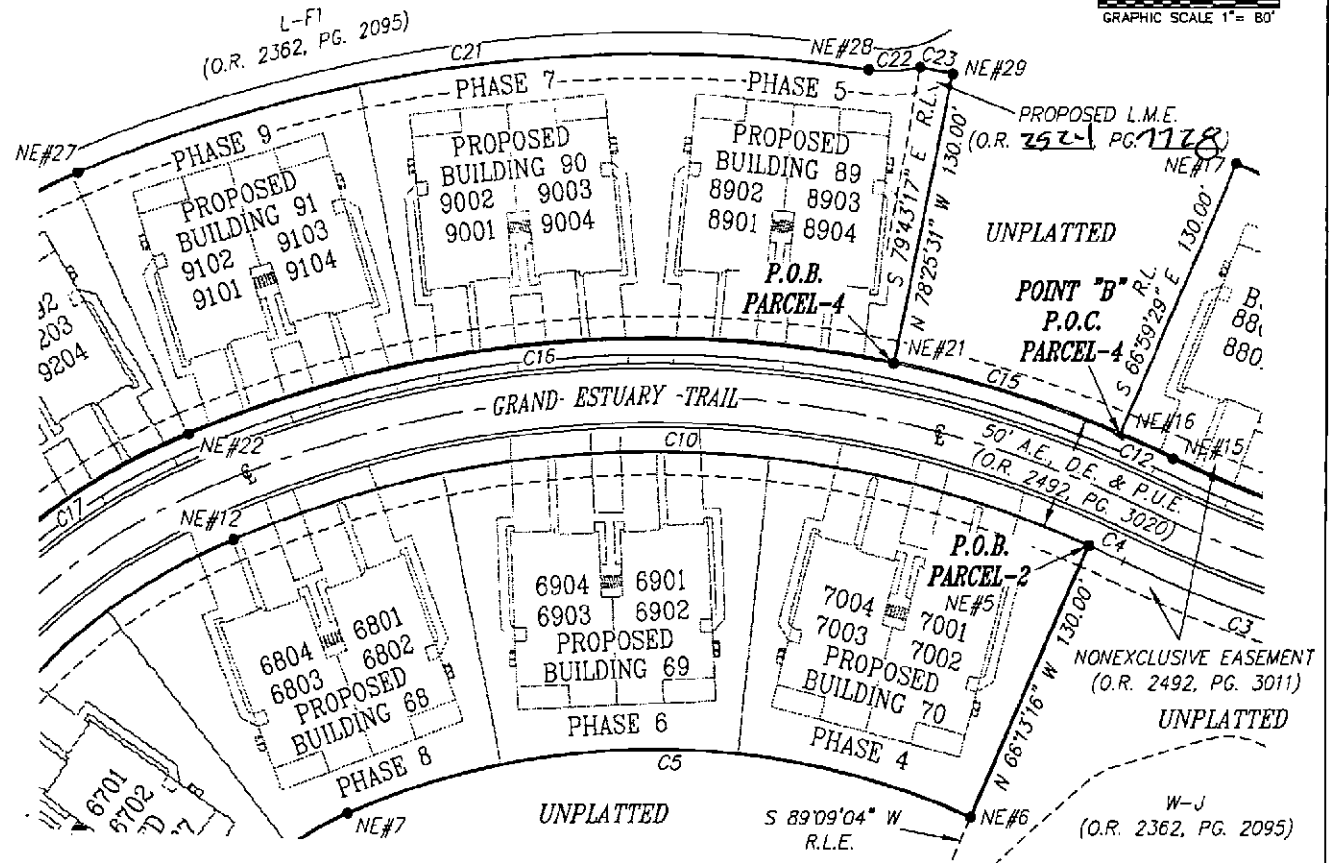 GRAPHIC SCALE 1"= 80'
L-F1
(O.R. 2362, PG. 2095)
C21
NE#28
C22
C23
NE#29
PHASE 7
PHASE 5
PROPOSED L.M.E.
(O.R. 2524, PG. 7728)
NE#17
NE#27
PHASE 9
PROPOSED
BUILDING 91
9102 9103
9101 9104
PROPOSED
BUILDING 90
9002 9003
9001 9004
PROPOSED
BUILDING 89
8902 8903
8901 8904
S 79°43'17" E R.L.
N 78°25'31" W 130.00'
UNPLATTED
S 66°59'29" E R.L. 130.00'
P.O.B.
PARCEL-4
POINT "B"
P.O.C.
PARCEL-4
9204
NE#21
C16
C15
NE#16
C12
NE#15
GRAND ESTUARY TRAIL
NE#22
C10
50' A.E., D.E., & P.U.E.
(O.R. 2492, PG. 3020)
C17
NE#12
P.O.B.
PARCEL-2
NE#5
C4
C3
6804 6801
6803 6802
PROPOSED
BUILDING 68
6904 6901
6903 6902
PROPOSED
BUILDING 69
7004 7001
7003 7002
PROPOSED
BUILDING 70
N 66°13'16" W 130.00'
NONEXCLUSIVE EASEMENT
(O.R. 2492, PG. 3011)
UNPLATTED
PHASE 8
PHASE 6
PHASE 4
C5
6701
6702
NE#7
UNPLATTED
S 89°09'04" W
R.L.E.
NE#6
W-J
(O.R. 2362, PG. 2095)